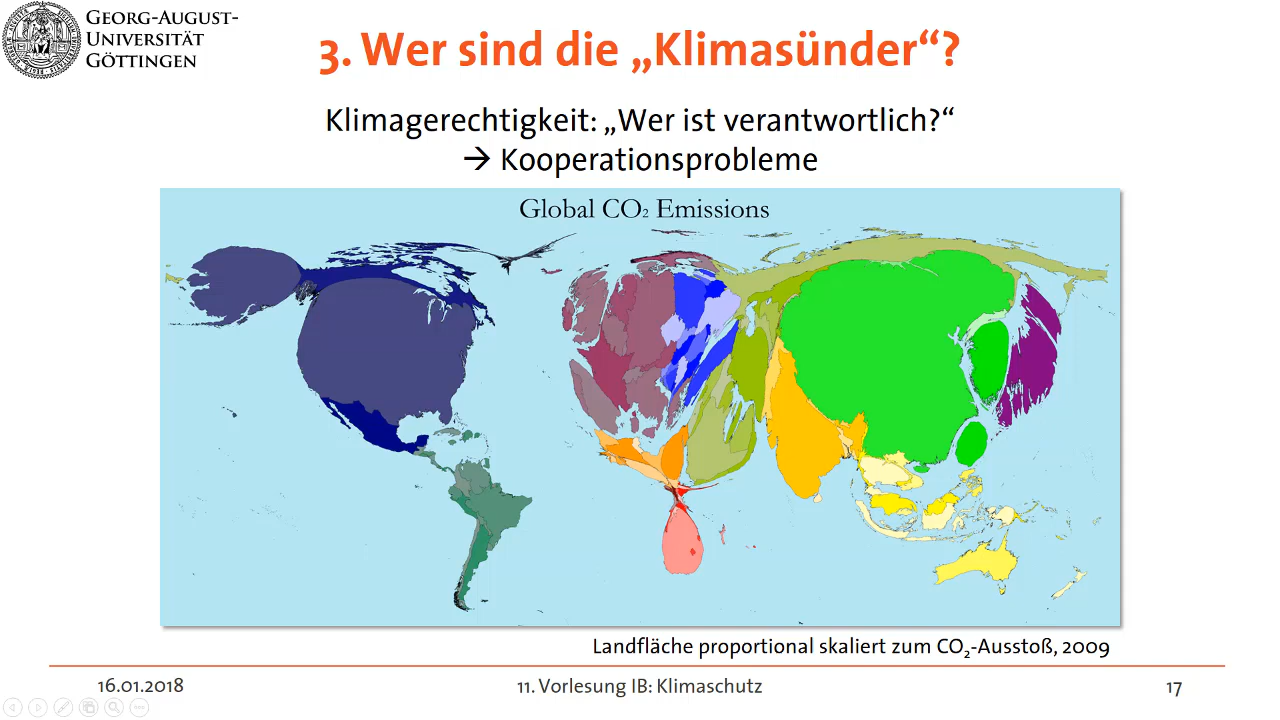 GEORG-AUGUST-
UNIVERSITÄT
GÖTTINGEN
3. Wer sind die „Klimasünder“?
Klimagerechtigkeit: „Wer ist verantwortlich?“
→ Kooperationsprobleme
Global CO₂ Emissions
Landfläche proportional skaliert zum CO₂-Ausstoß, 2009
16.01.2018
11. Vorlesung IB: Klimaschutz
17